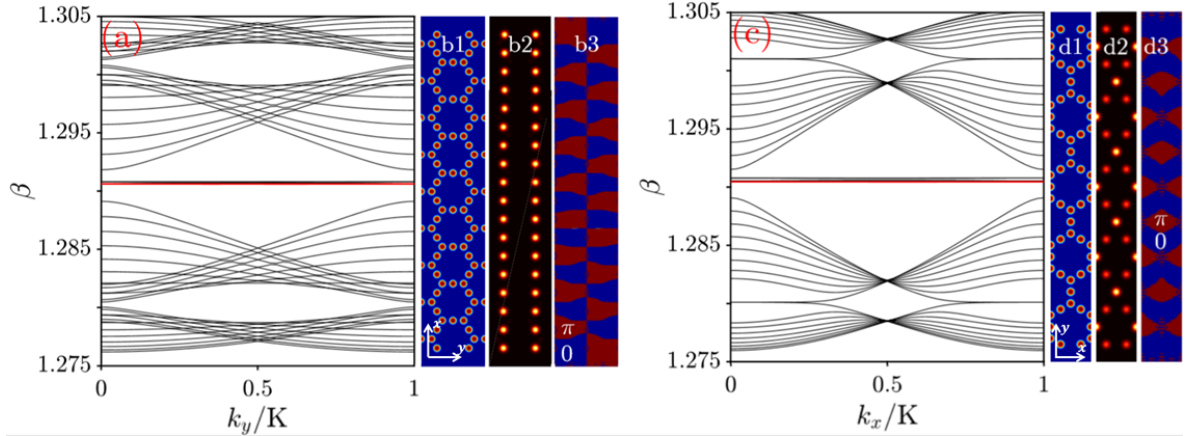 1.305
1.295
1.285
1.275
β
(a)
0
0.5
1
k_y/K
b1
b2
b3
x
y
π
0
1.305
1.295
1.285
1.275
β
(c)
0
0.5
1
k_x/K
d1
d2
d3
y
x
π
0